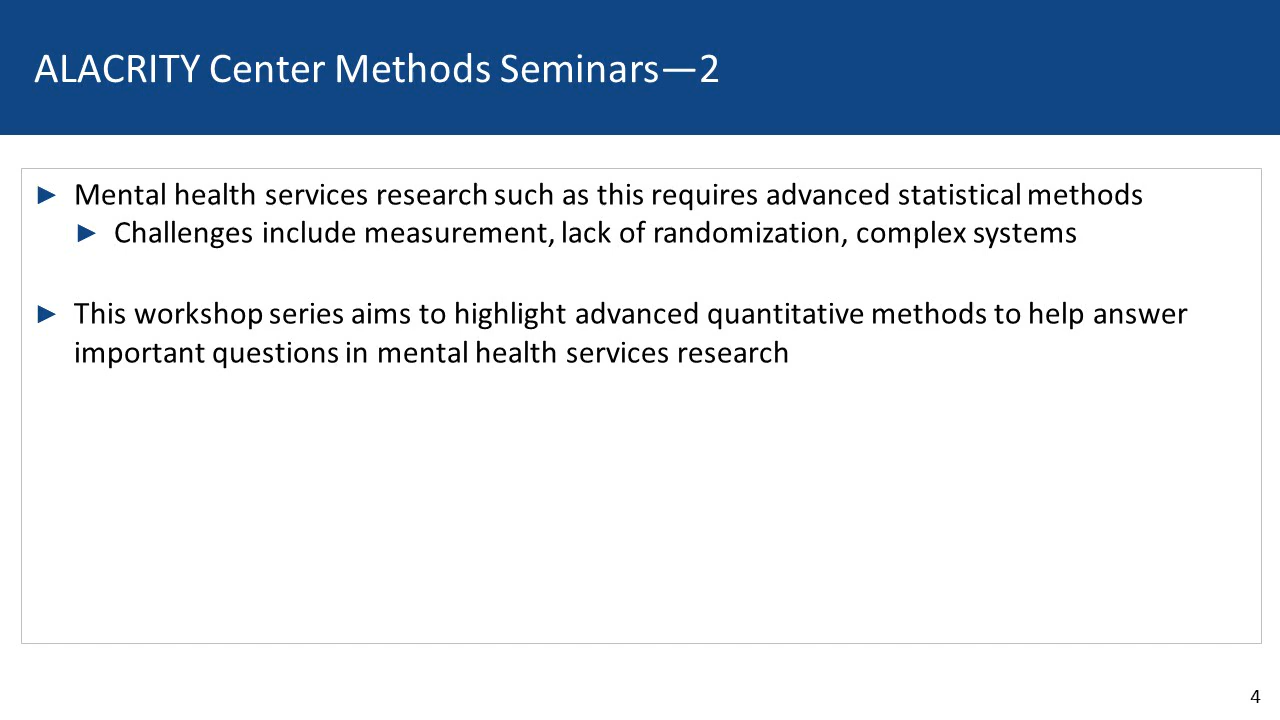 ALACRITY Center Methods Seminars—2
► Mental health services research such as this requires advanced statistical methods
► Challenges include measurement, lack of randomization, complex systems
► This workshop series aims to highlight advanced quantitative methods to help answer
important questions in mental health services research
4